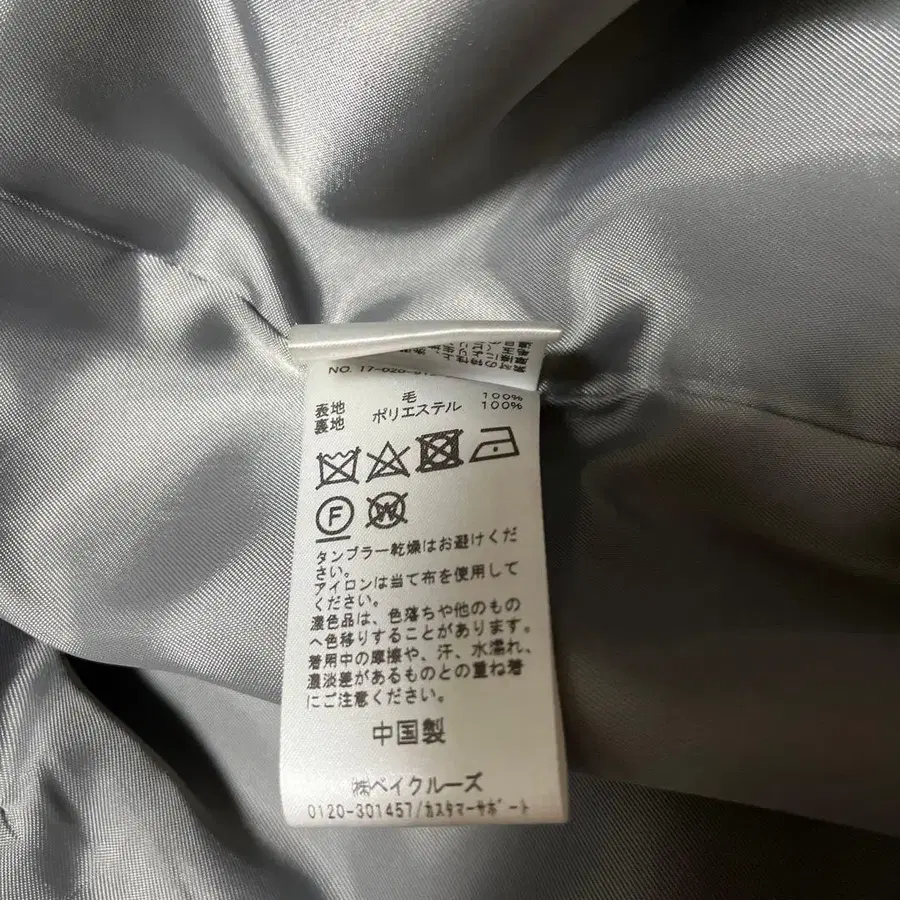 NO. 17-020-
表地 毛 100%
裏地 ポリエステル 100%
F W
タンブラー乾燥はお避けくだ
さい。
アイロンは当て布を使用して
ください。
濃色品は、色落ちや他のもの
へ色移りすることがあります。
着用中の摩擦や、汗、水濡れ、
濃淡差があるものとの重ね着
にご注意ください。
中国製
㈱ベイクルーズ
0120-301457/カスタマーサポート